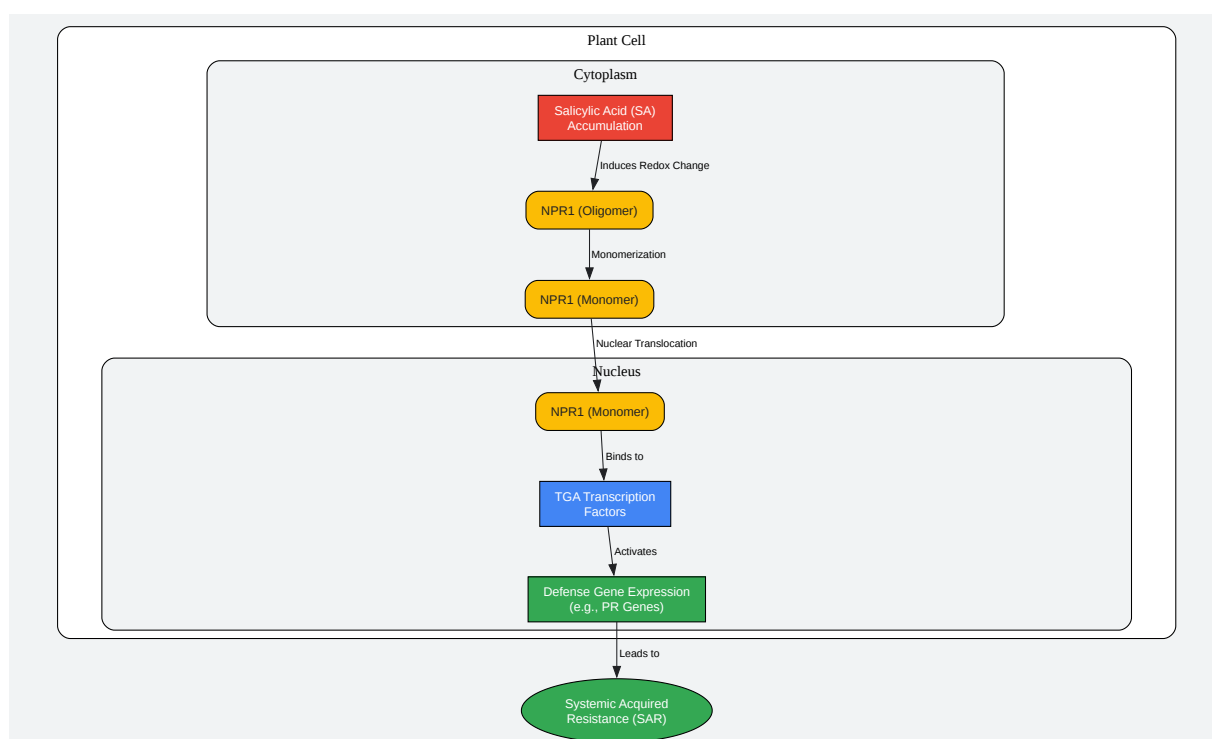 Plant Cell
Cytoplasm
Salicylic Acid (SA)
Accumulation
Induces Redox Change
NPR1 (Oligomer)
Monomerization
NPR1 (Monomer)
Nuclear Translocation
Nucleus
NPR1 (Monomer)
Binds to
TGA Transcription
Factors
Activates
Defense Gene Expression
(e.g., PR Genes)
Leads to
Systemic Acquired
Resistance (SAR)